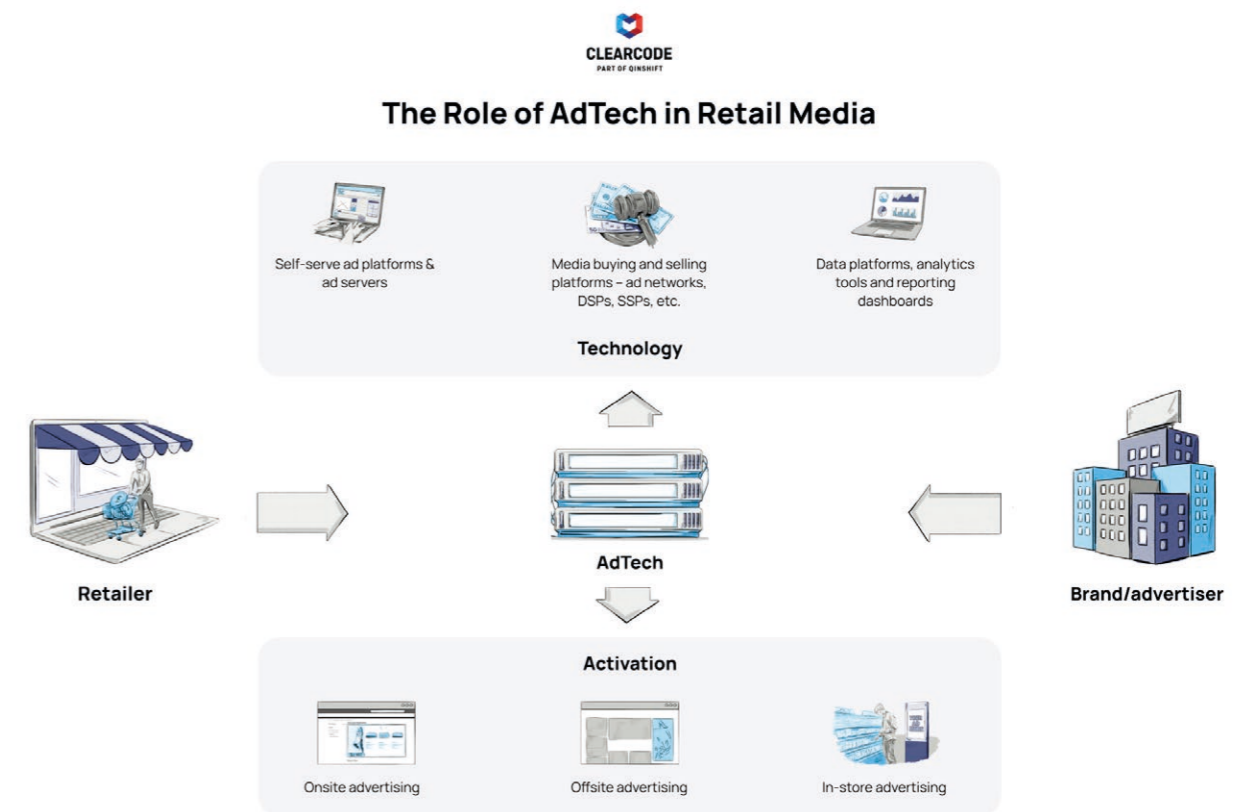 CLEARCODE
PART OF QINSHIFT
The Role of AdTech in Retail Media
Self-serve ad platforms &
ad servers
Media buying and selling
platforms – ad networks,
DSPs, SSPs, etc.
Data platforms, analytics
tools and reporting
dashboards
Technology
AdTech
Retailer
Brand/advertiser
Activation
Onsite advertising
Offsite advertising
In-store advertising